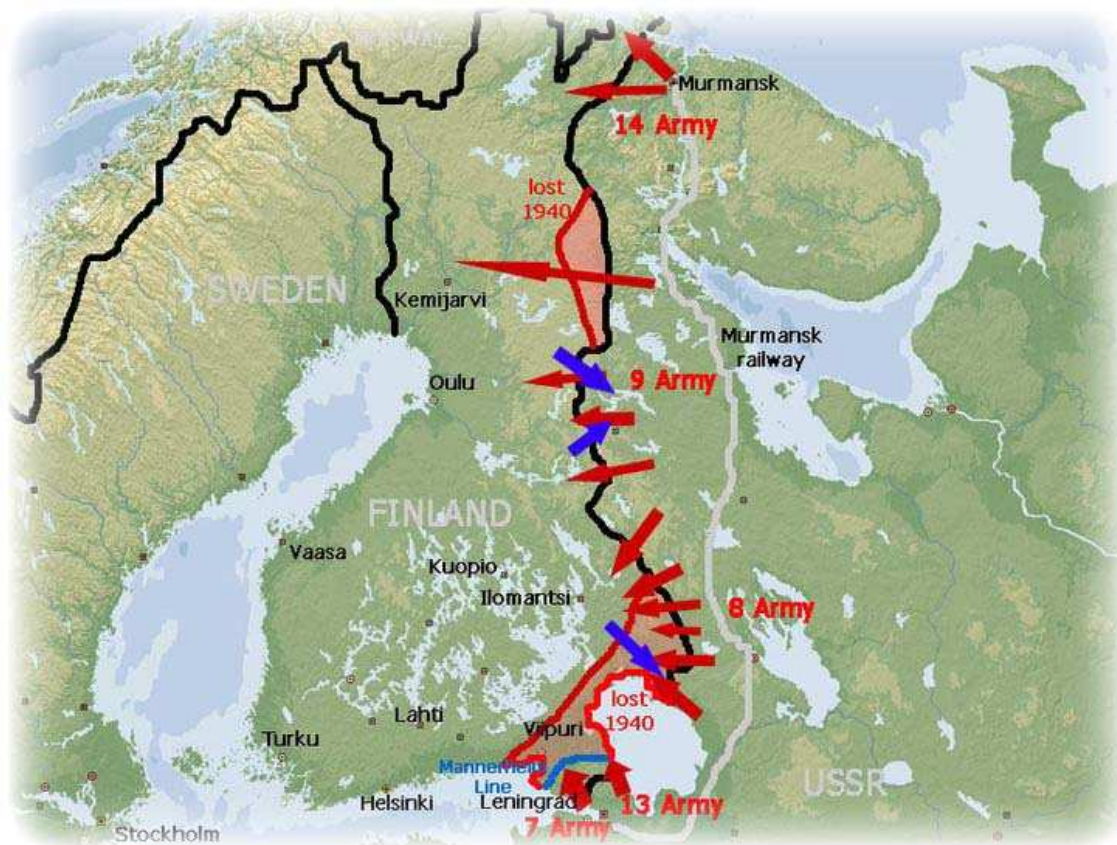 Murmansk
14 Army
lost
1940
SWEDEN
Kemijarvi
Murmansk
railway
Oulu
9 Army
FINLAND
Vaasa
Kuopio
Ilomantsi
8 Army
lost
1940
Lahti
Viipuri
Turku
Mannerheim
Line
USSR
Helsinki
Leningrad
13 Army
7 Army
Stockholm